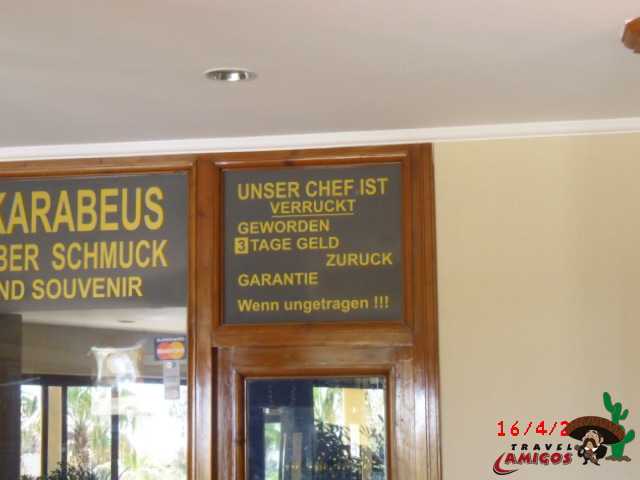 KARABEUS
BER SCHMUCK
ND SOUVENIR
UNSER CHEF IST
VERRUCKT
GEWORDEN
3 TAGE GELD
ZURUCK
GARANTIE
Wenn ungetragen !!!
MasterCard
16/4/2
TRAVEL
AMIGOS